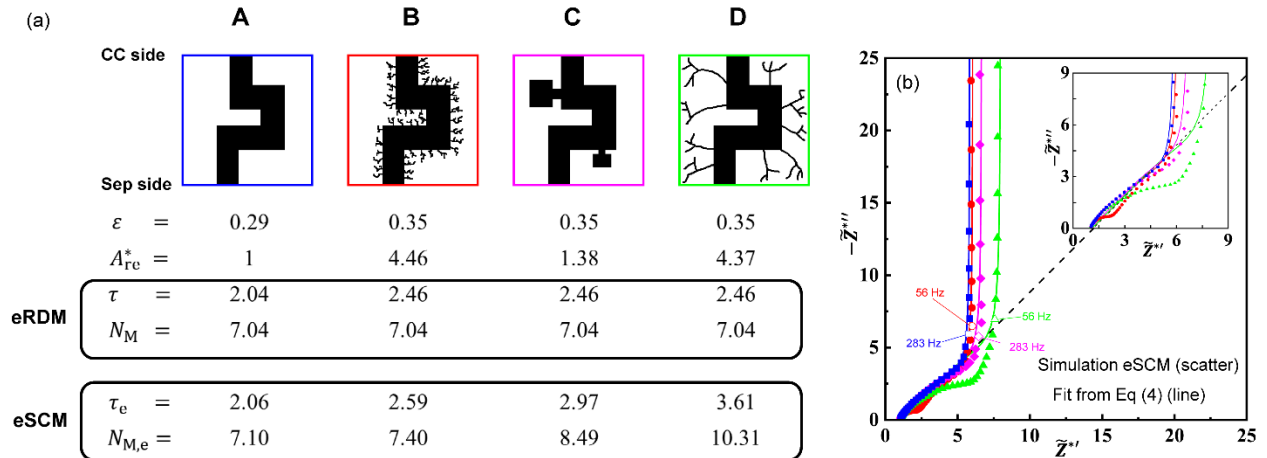 (a)
A B C D
CC side
Sep side
ε = 0.29 0.35 0.35 0.35
A*re = 1 4.46 1.38 4.37
eRDM
τ = 2.04 2.46 2.46 2.46
NM = 7.04 7.04 7.04 7.04
eSCM
τe = 2.06 2.59 2.97 3.61
NM,e = 7.10 7.40 8.49 10.31
(b)
−Z̃*′′
25
20
15
10
5
0
0 5 10 15 20 25
Z̃*′
56 Hz
56 Hz
283 Hz
283 Hz
Simulation eSCM (scatter)
Fit from Eq (4) (line)
−Z̃*′′
9
6
3
0
0 3 6 9
Z̃*′